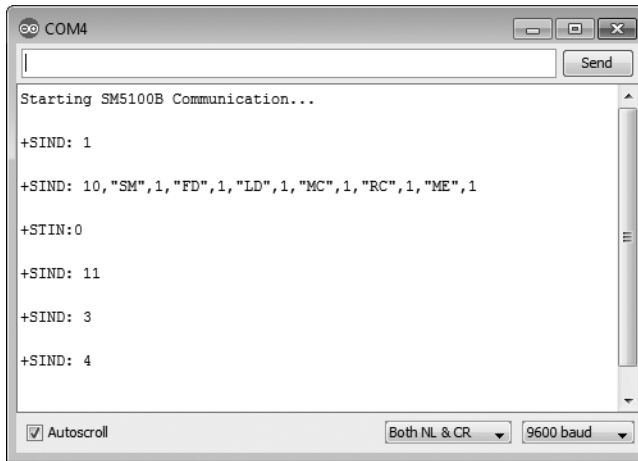 COM4
Send
Starting SM5100B Communication...
+SIND: 1
+SIND: 10,"SM",1,"FD",1,"LD",1,"MC",1,"RC",1,"ME",1
+STIN:0
+SIND: 11
+SIND: 3
+SIND: 4
Autoscroll
Both NL & CR
9600 baud